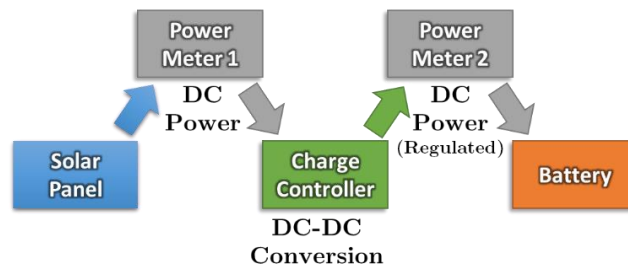 Power
Meter 1
Power
Meter 2
DC
Power
DC
Power
(Regulated)
Solar
Panel
Charge
Controller
Battery
DC-DC
Conversion